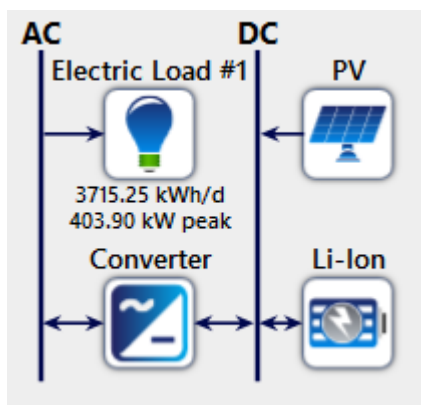 AC
DC
Electric Load #1
PV
3715.25 kWh/d
403.90 kW peak
Converter
Li-Ion